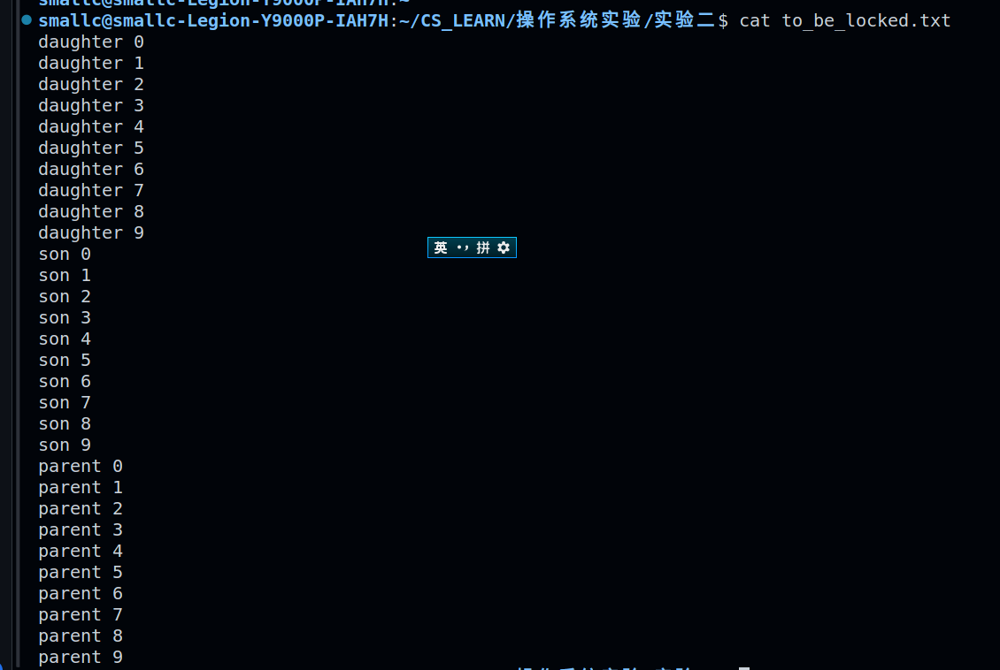 smallc@smallc-Legion-Y9000P-IAH7H:~
smallc@smallc-Legion-Y9000P-IAH7H:~/CS_LEARN/操作系统实验/实验二$ cat to_be_locked.txt
daughter 0
daughter 1
daughter 2
daughter 3
daughter 4
daughter 5
daughter 6
daughter 7
daughter 8
daughter 9
英 拼
son 0
son 1
son 2
son 3
son 4
son 5
son 6
son 7
son 8
son 9
parent 0
parent 1
parent 2
parent 3
parent 4
parent 5
parent 6
parent 7
parent 8
parent 9